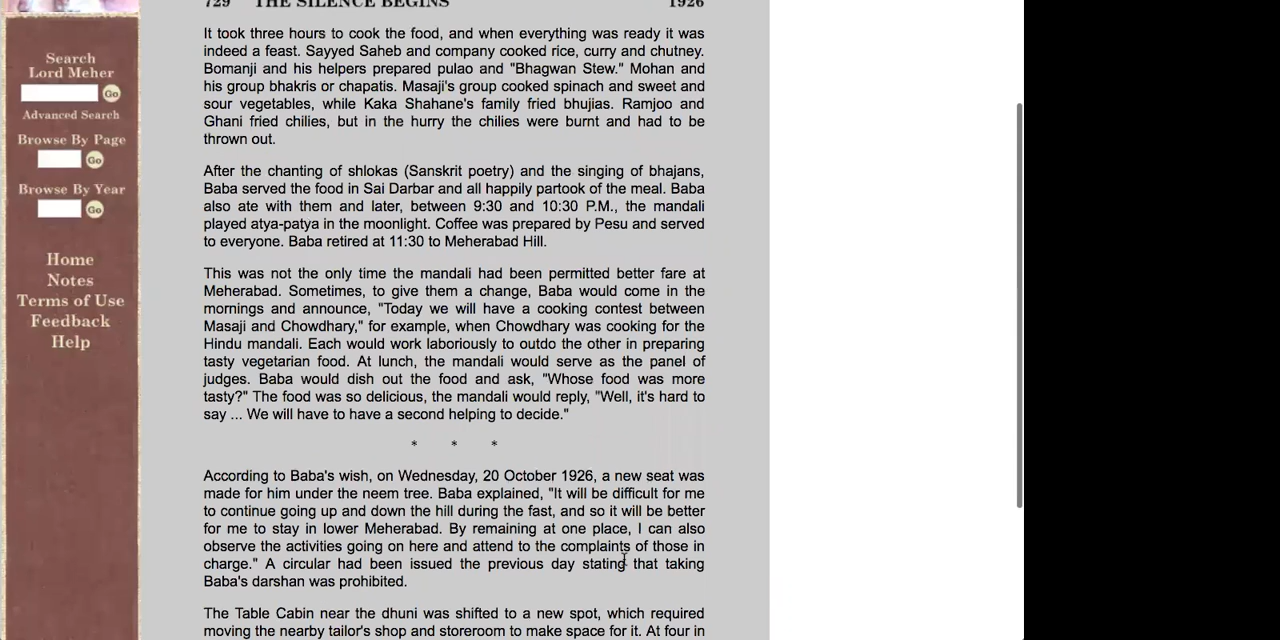 729 THE SILENCE BEGINS 1926
Search
Lord Meher
Go
Advanced Search
Browse By Page
Go
Browse By Year
Go
Home
Notes
Terms of Use
Feedback
Help
It took three hours to cook the food, and when everything was ready it was
indeed a feast. Sayyed Saheb and company cooked rice, curry and chutney.
Bomanji and his helpers prepared pulao and "Bhagwan Stew." Mohan and
his group bhakris or chapatis. Masaji's group cooked spinach and sweet and
sour vegetables, while Kaka Shahane's family fried bhujias. Ramjoo and
Ghani fried chilies, but in the hurry the chilies were burnt and had to be
thrown out.
After the chanting of shlokas (Sanskrit poetry) and the singing of bhajans,
Baba served the food in Sai Darbar and all happily partook of the meal. Baba
also ate with them and later, between 9:30 and 10:30 P.M., the mandali
played atya-patya in the moonlight. Coffee was prepared by Pesu and served
to everyone. Baba retired at 11:30 to Meherabad Hill.
This was not the only time the mandali had been permitted better fare at
Meherabad. Sometimes, to give them a change, Baba would come in the
mornings and announce, "Today we will have a cooking contest between
Masaji and Chowdhary," for example, when Chowdhary was cooking for the
Hindu mandali. Each would work laboriously to outdo the other in preparing
tasty vegetarian food. At lunch, the mandali would serve as the panel of
judges. Baba would dish out the food and ask, "Whose food was more
tasty?" The food was so delicious, the mandali would reply, "Well, it's hard to
say ... We will have to have a second helping to decide."
* * *
According to Baba's wish, on Wednesday, 20 October 1926, a new seat was
made for him under the neem tree. Baba explained, "It will be difficult for me
to continue going up and down the hill during the fast, and so it will be better
for me to stay in lower Meherabad. By remaining at one place, I can also
observe the activities going on here and attend to the complaints of those in
charge." A circular had been issued the previous day stating that taking
Baba's darshan was prohibited.
The Table Cabin near the dhuni was shifted to a new spot, which required
moving the nearby tailor's shop and storeroom to make space for it. At four in